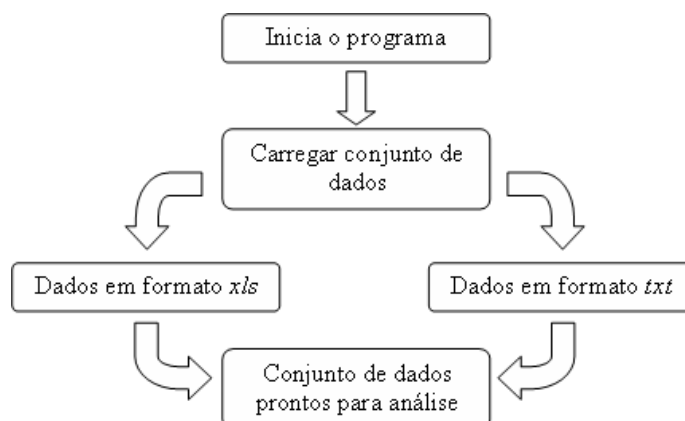 Inicia o programa
Carregar conjunto de
dados
Dados em formato xls
Dados em formato txt
Conjunto de dados
prontos para análise